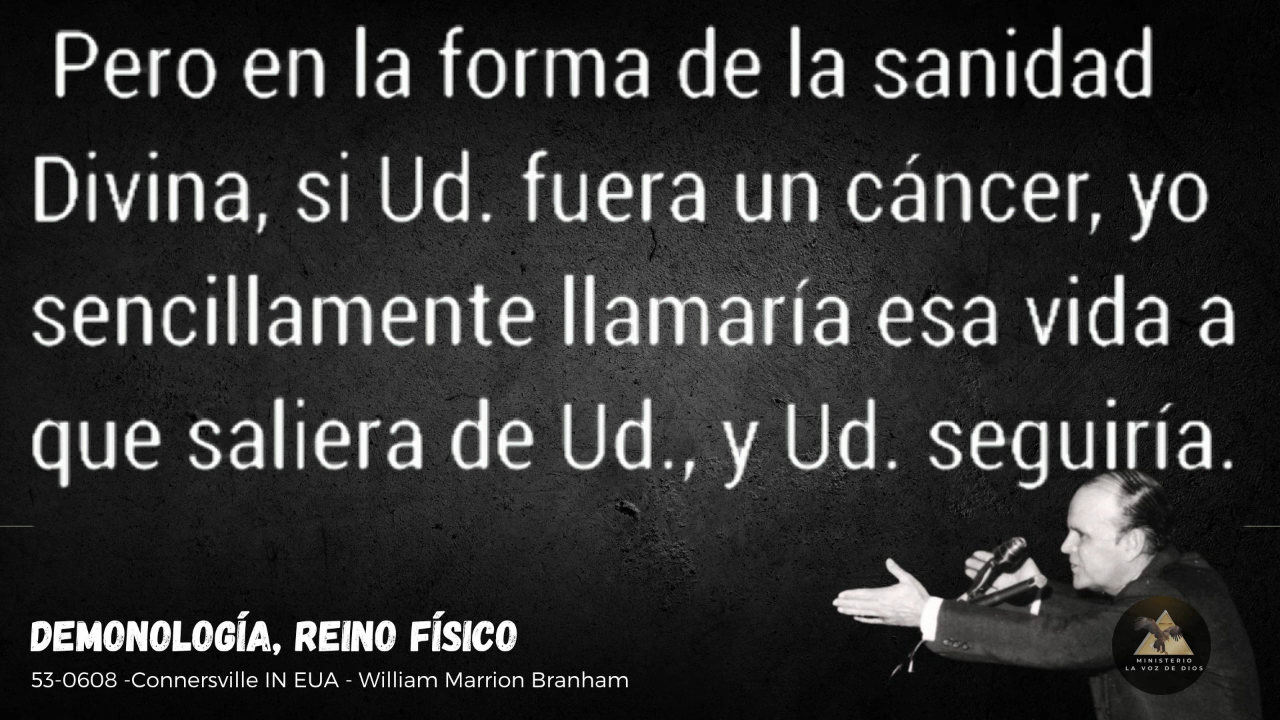 Pero en la forma de la sanidad
Divina, si Ud. fuera un cáncer, yo
sencillamente llamaría esa vida a
que saliera de Ud., y Ud. seguiría.
DEMONOLOGÍA, REINO FÍSICO
53-0608 -Connersville IN EUA - William Marrion Branham
MINISTERIO
LA VOZ DE DIOS